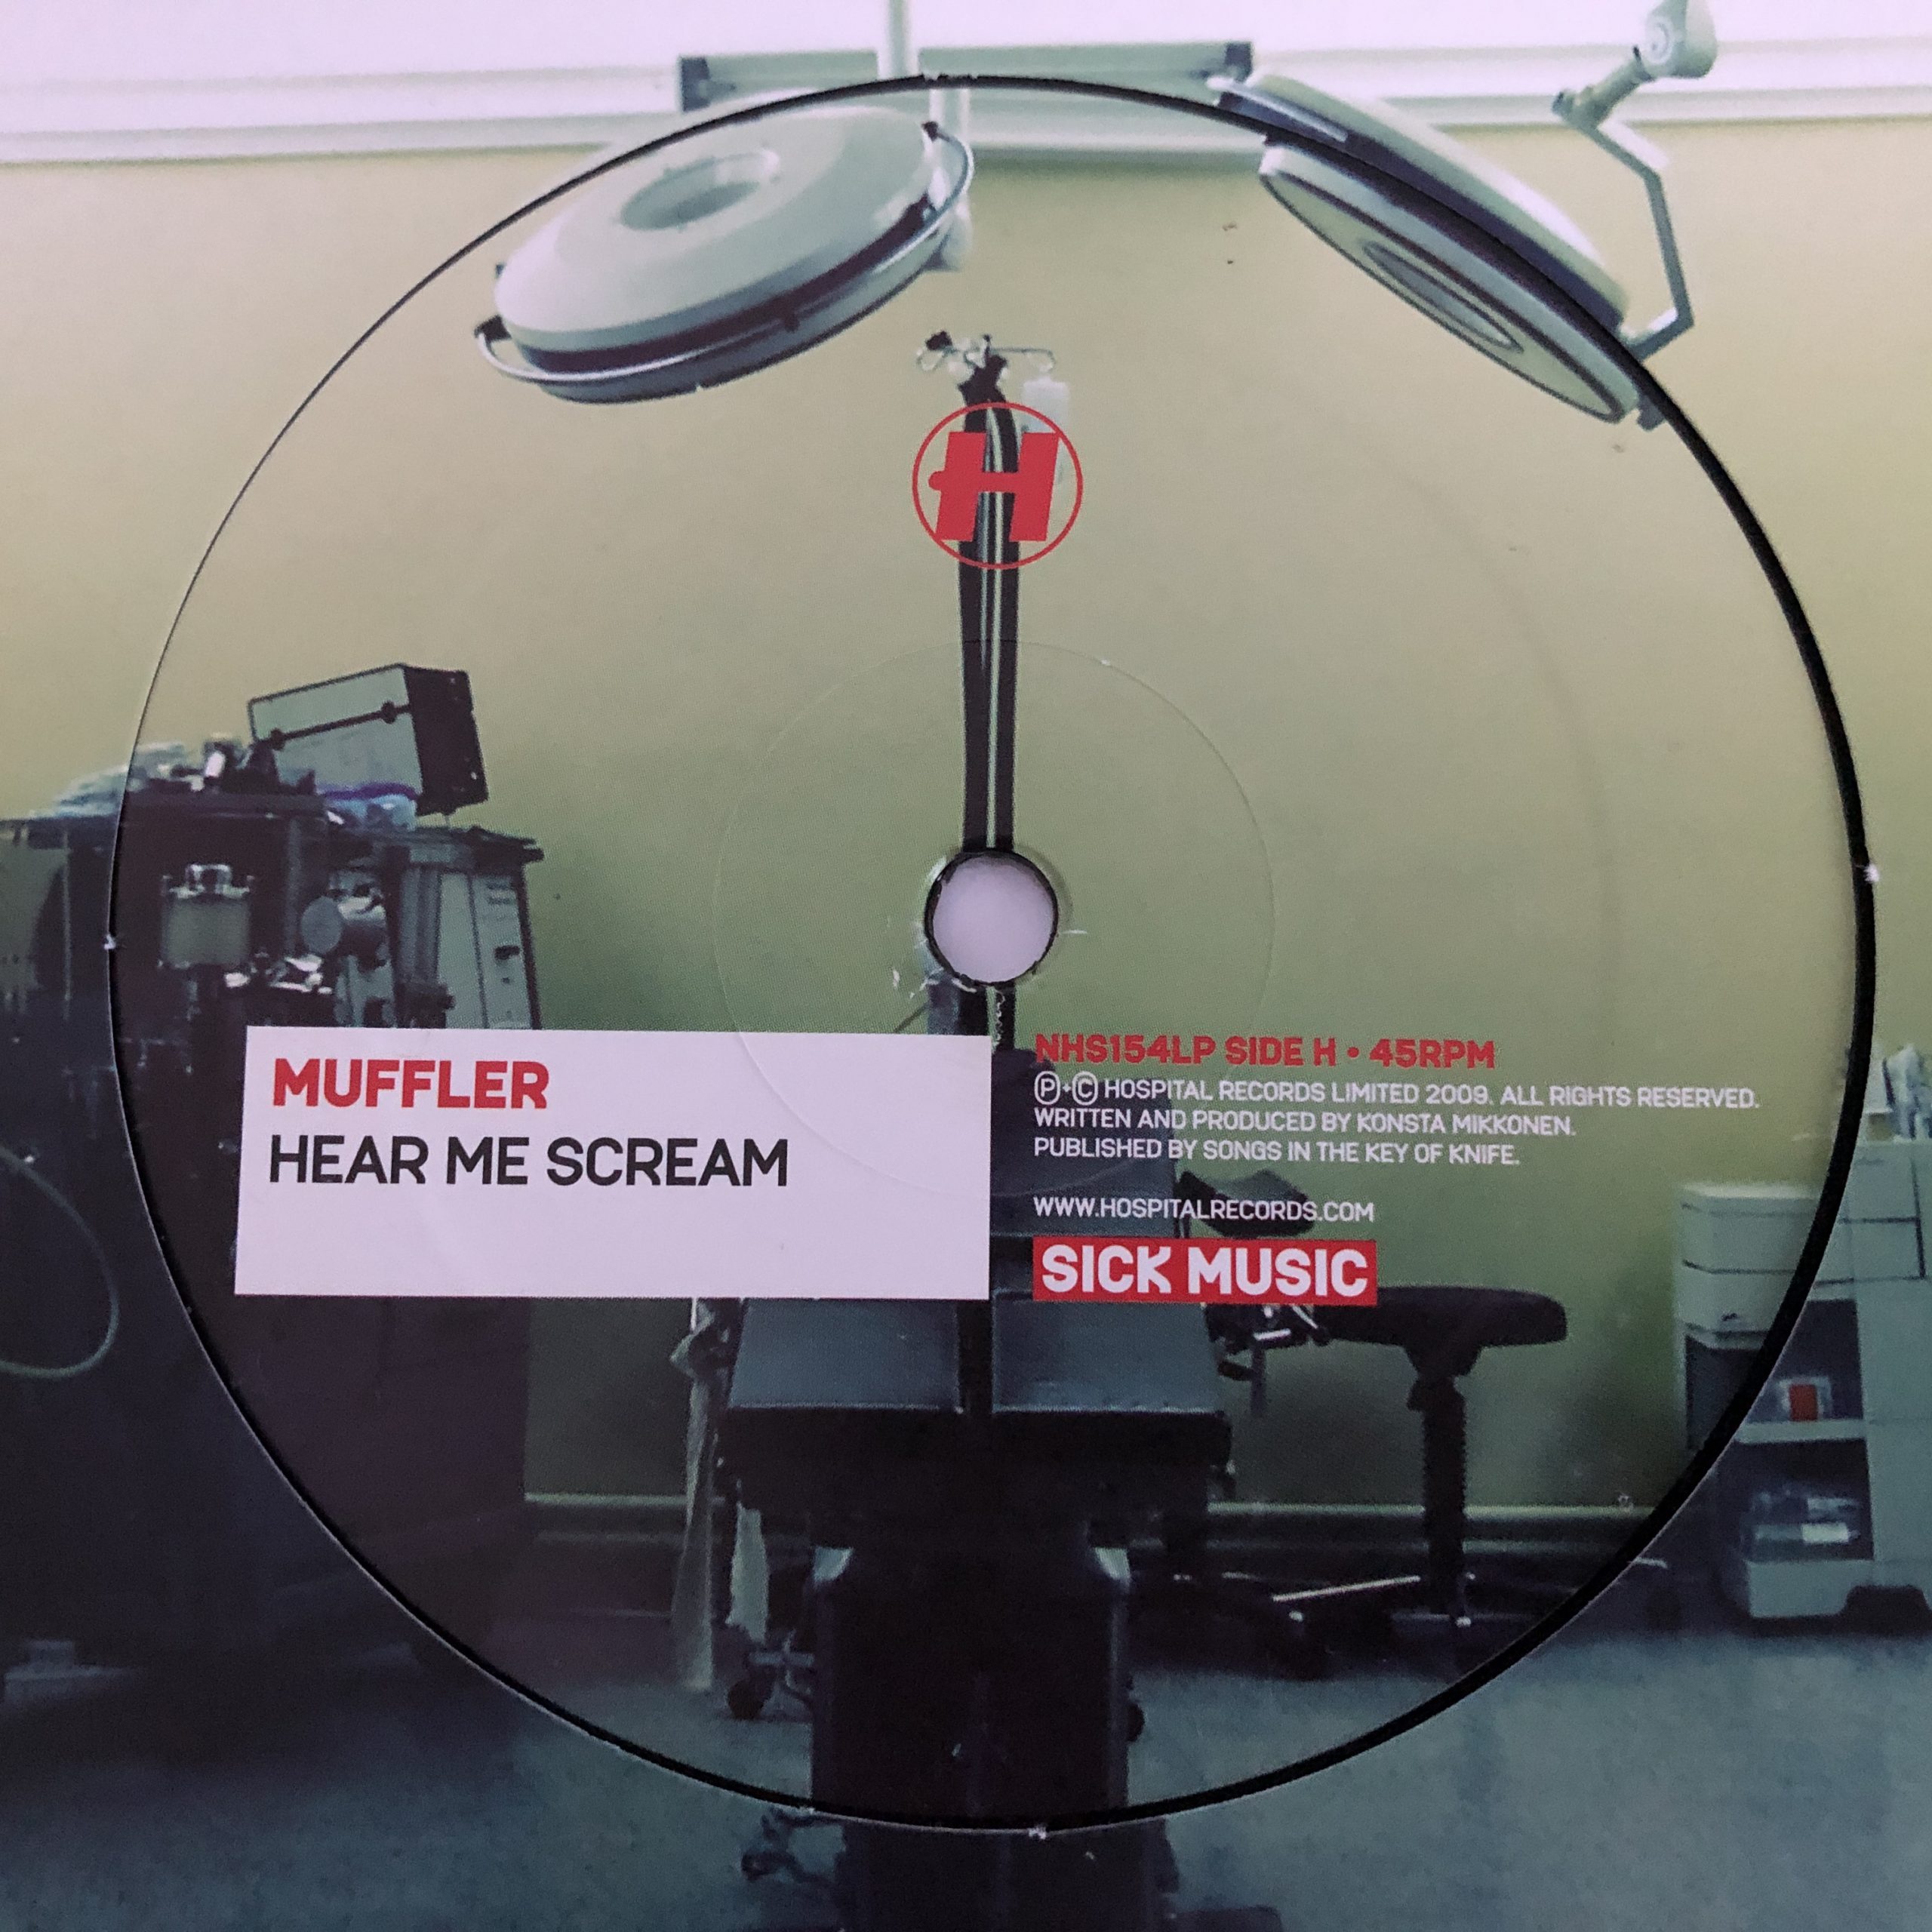 H
MUFFLER
HEAR ME SCREAM
NHS154LP SIDE H • 45RPM
Ⓟ+© HOSPITAL RECORDS LIMITED 2009. ALL RIGHTS RESERVED.
WRITTEN AND PRODUCED BY KONSTA MIKKONEN.
PUBLISHED BY SONGS IN THE KEY OF KNIFE.
WWW.HOSPITALRECORDS.COM
SICK MUSIC